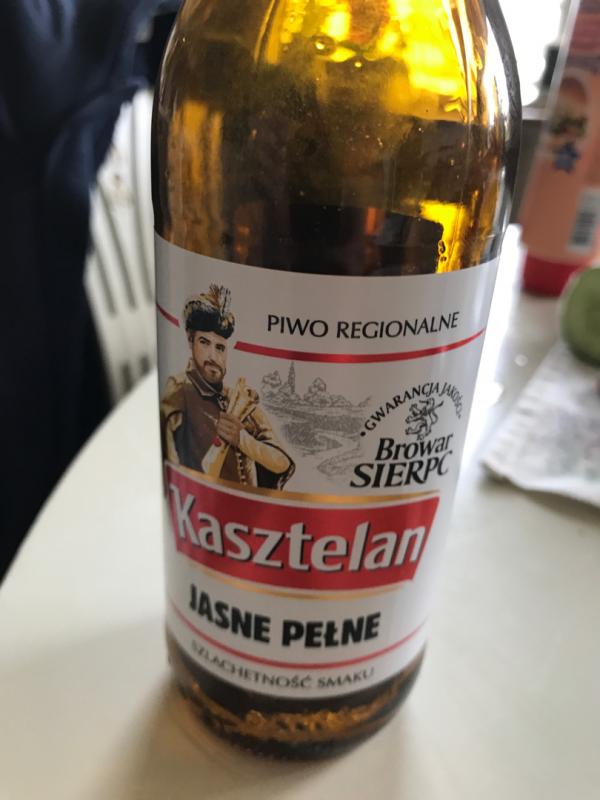 PIWO REGIONALNE
• GWARANCJA JAKOŚCI •
Browar
SIERPC
Kasztelan
JASNE PEŁNE
SZLACHETNOŚĆ SMAKU